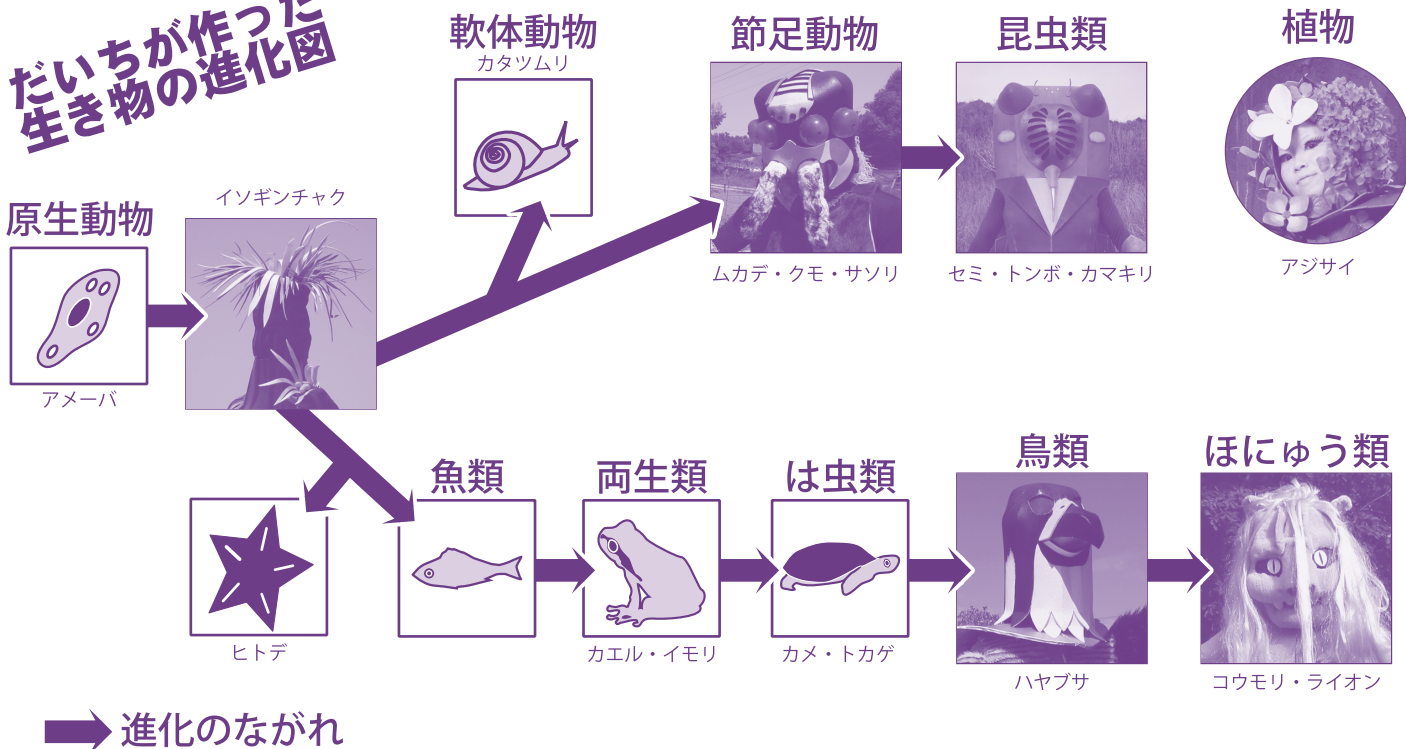 だいちが作った
生き物の進化図
原生動物
アメーバ
イソギンチャク
軟体動物
カタツムリ
節足動物
ムカデ・クモ・サソリ
昆虫類
セミ・トンボ・カマキリ
植物
アジサイ
ヒトデ
魚類
両生類
カエル・イモリ
は虫類
カメ・トカゲ
鳥類
ハヤブサ
ほにゅう類
コウモリ・ライオン
進化のながれ